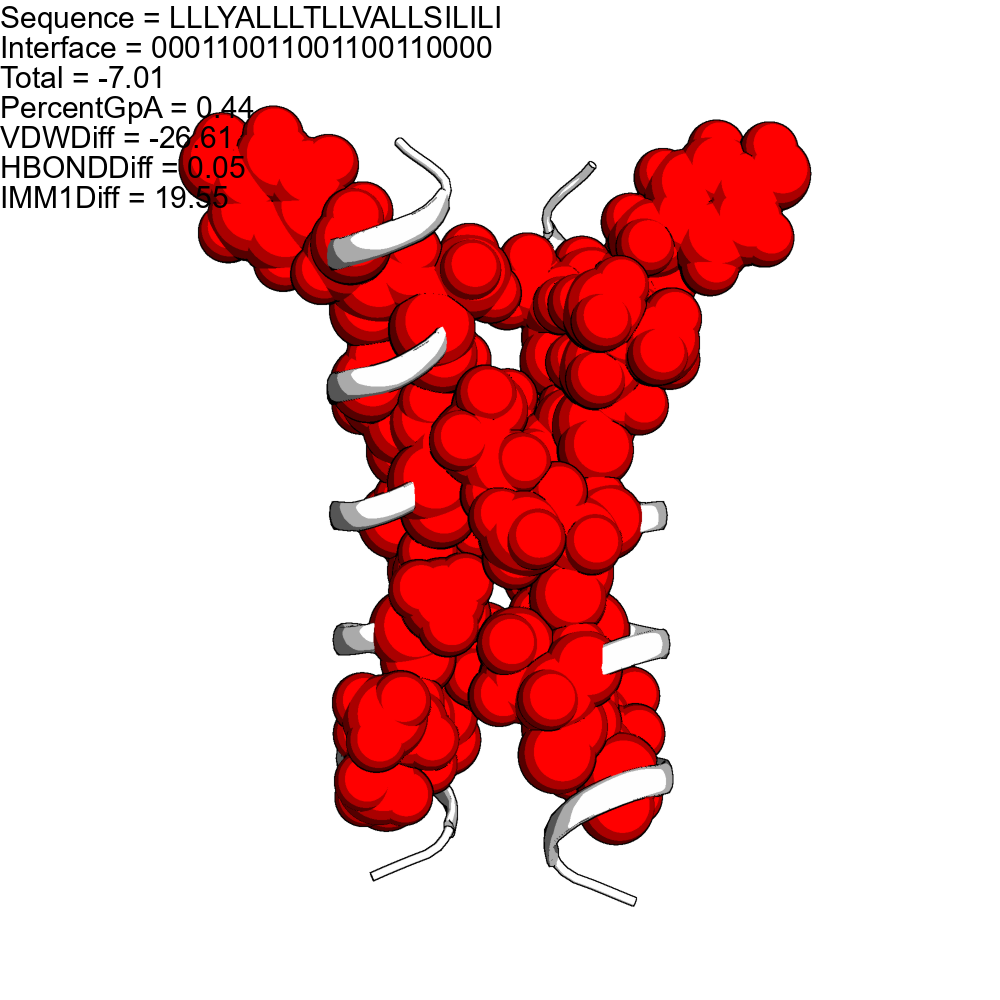 Sequence = LLLYALLLTLLVALLSILILI
Interface = 000110011001100110000
Total = -7.01
PercentGpA = 0.44
VDWDiff = -26.61
HBONDDiff = 0.05
IMM1Diff = 19.55